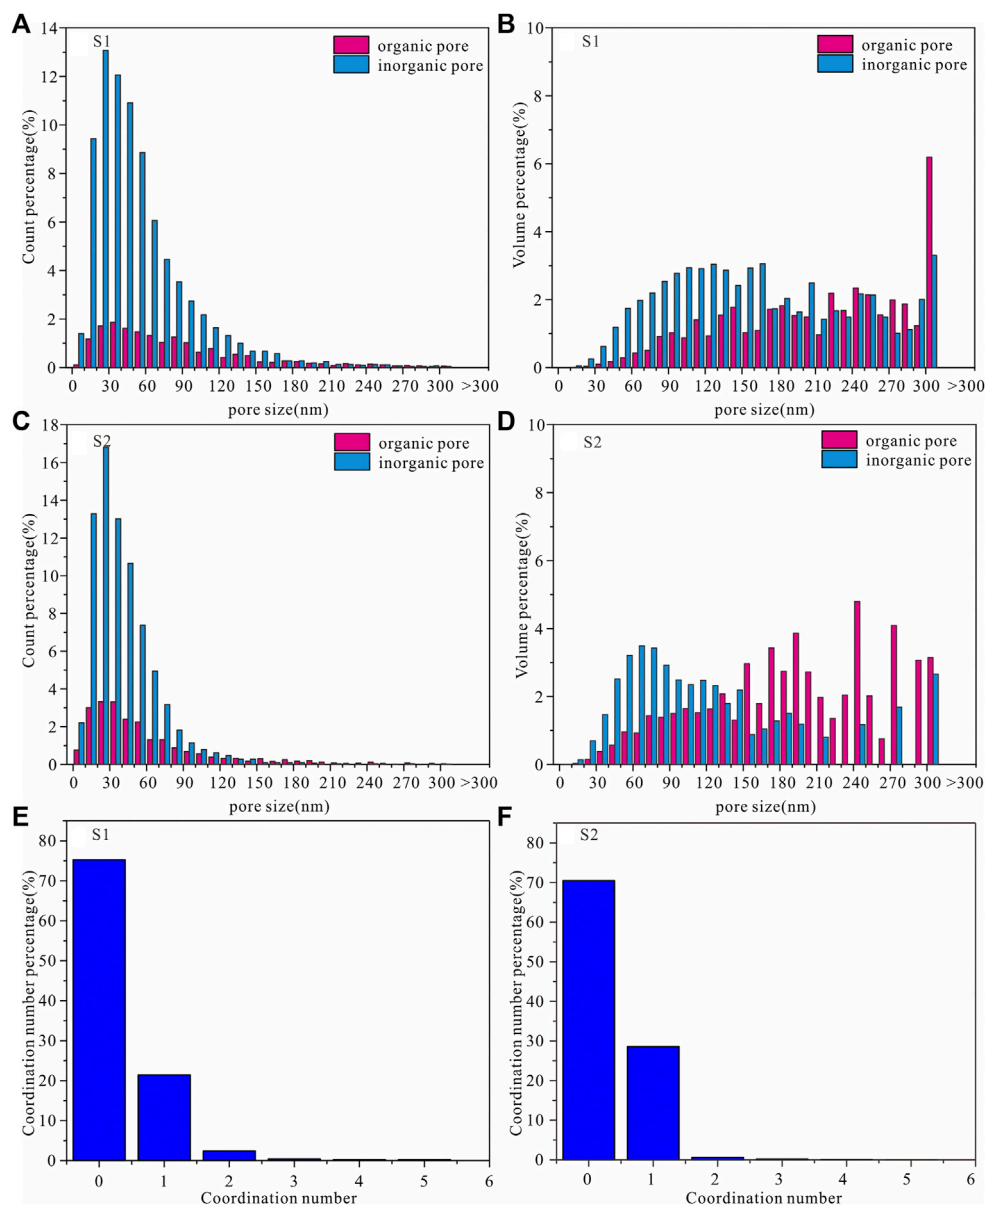 A
S1
organic pore
inorganic pore
Count percentage(%)
14
12
10
8
6
4
2
0
0 30 60 90 120 150 180 210 240 270 300 >300
pore size(nm)
B
S1
organic pore
inorganic pore
Volume percentage(%)
10
8
6
4
2
0
0 30 60 90 120 150 180 210 240 270 300 >300
pore size(nm)
C
S2
organic pore
inorganic pore
Count percentage(%)
18
16
14
12
10
8
6
4
2
0
0 30 60 90 120 150 180 210 240 270 300 >300
pore size(nm)
D
S2
organic pore
inorganic pore
Volume percentage(%)
10
8
6
4
2
0
0 30 60 90 120 150 180 210 240 270 300 >300
pore size(nm)
E
S1
Coordination number percentage(%)
80
70
60
50
40
30
20
10
0
0 1 2 3 4 5 6
Coordination number
F
S2
Coordination number percentage(%)
80
70
60
50
40
30
20
10
0
0 1 2 3 4 5 6
Coordination number